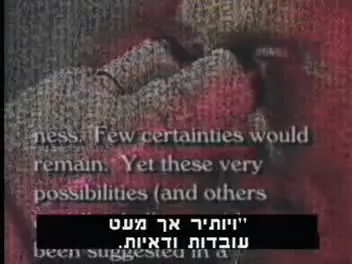 ness. Few certainties would
remain. Yet these very
possibilities (and others
"ויותיר אך מעט
עובדות ודאיות.
been suggested in a